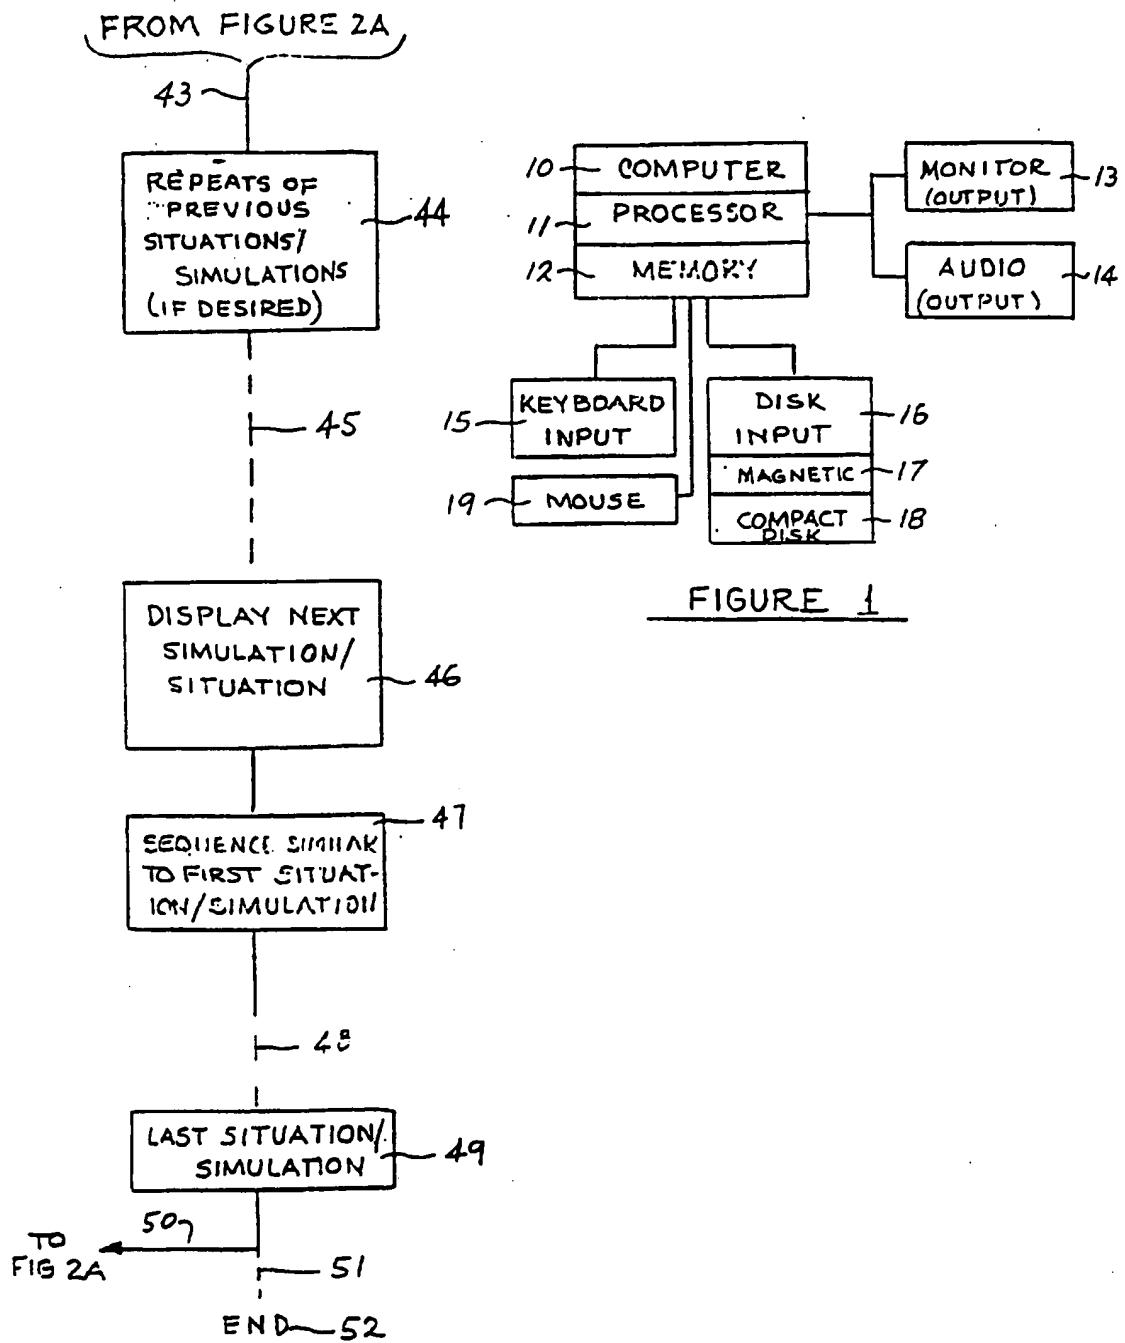 FROM FIGURE 2A
43
REPEATS OF
PREVIOUS
SITUATIONS/
SIMULATIONS
(IF DESIRED)
44
45
DISPLAY NEXT
SIMULATION/
SITUATION
46
47
SEQUENCE SIMILAR
TO FIRST SITUAT-
ION/SIMULATION
48
LAST SITUATION/
SIMULATION
49
50
TO
FIG 2A
51
END
52
10
COMPUTER
11
PROCESSOR
12
MEMORY
MONITOR
(OUTPUT)
13
AUDIO
(OUTPUT)
14
15
KEYBOARD
INPUT
DISK
INPUT
16
MAGNETIC
17
COMPACT
DISK
18
19
MOUSE
FIGURE 1